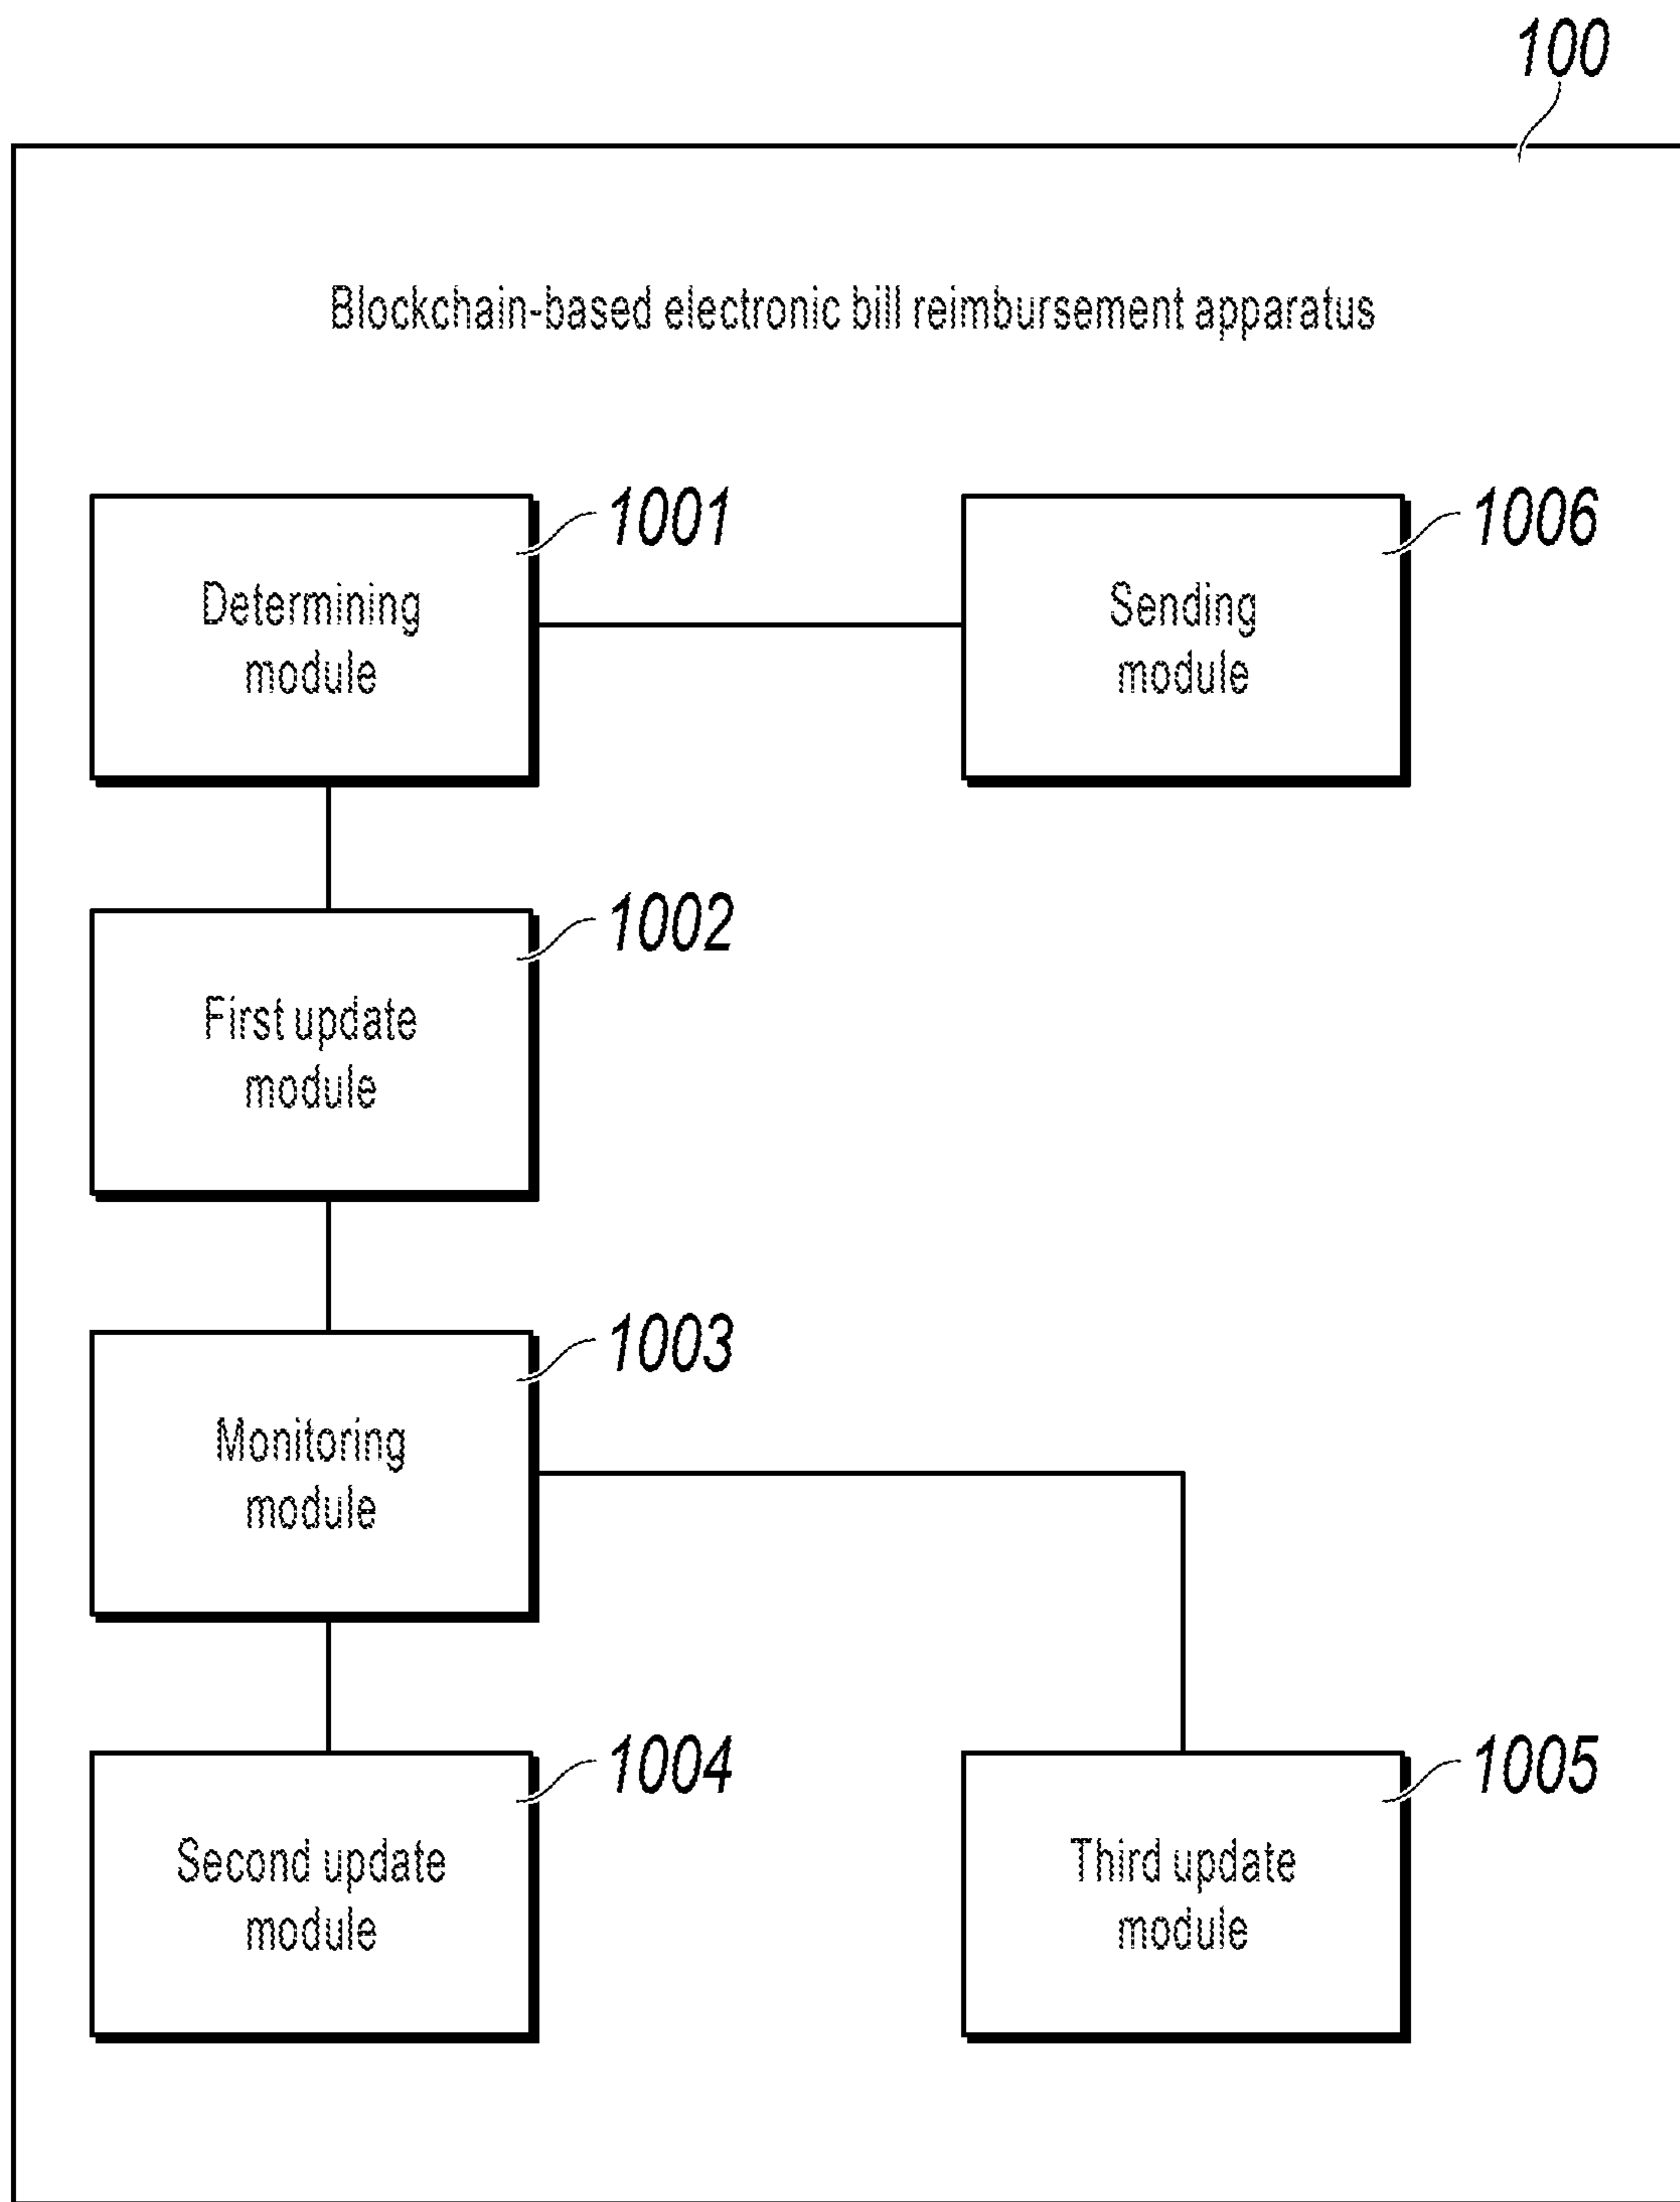 100
Blockchain-based electronic bill reimbursement apparatus
1001
Determining
module
1006
Sending
module
1002
First update
module
1003
Monitoring
module
1004
Second update
module
1005
Third update
module